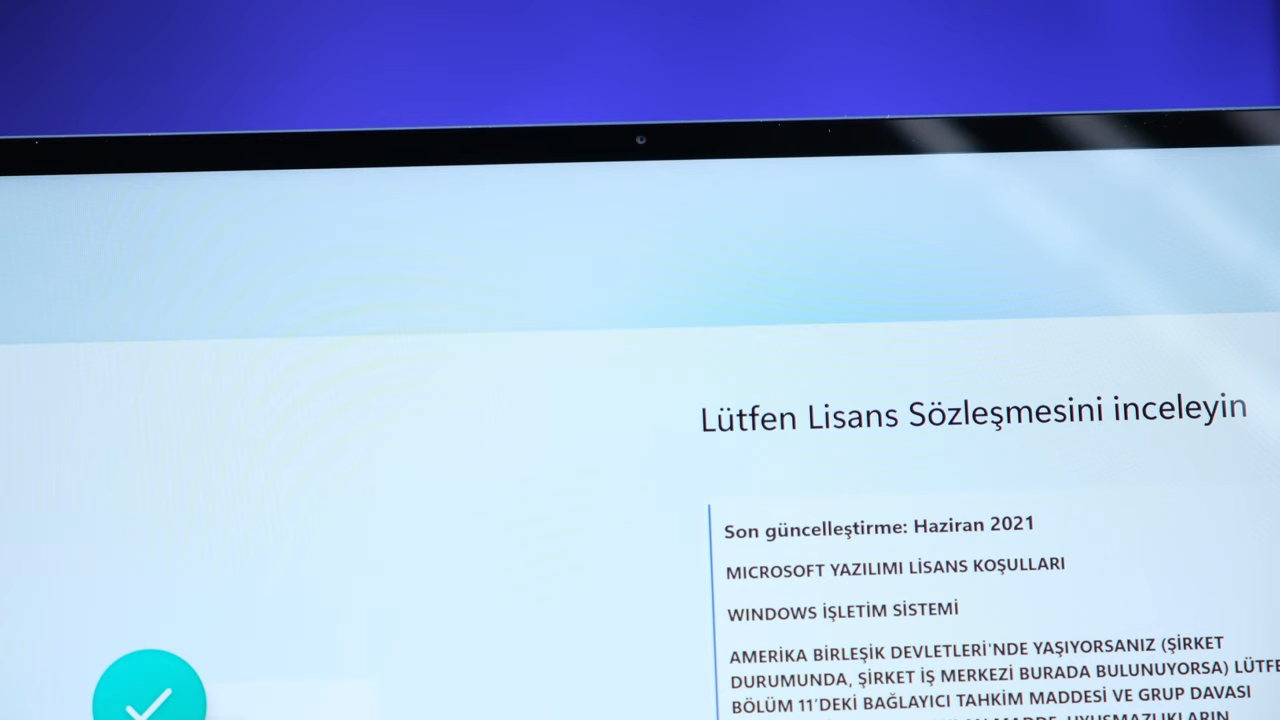 Lütfen Lisans Sözleşmesini inceleyin
Son güncelleştirme: Haziran 2021
MICROSOFT YAZILIMI LİSANS KOŞULLARI
WINDOWS İŞLETİM SİSTEMİ
AMERİKA BİRLEŞİK DEVLETLERİ'NDE YAŞIYORSANIZ (ŞİRKET
DURUMUNDA, ŞİRKET İŞ MERKEZİ BURADA BULUNUYORSA) LÜTFE
BÖLÜM 11'DEKİ BAĞLAYICI TAHKİM MADDESİ VE GRUP DAVASI
MADDE, UYUŞMAZLIKLARIN